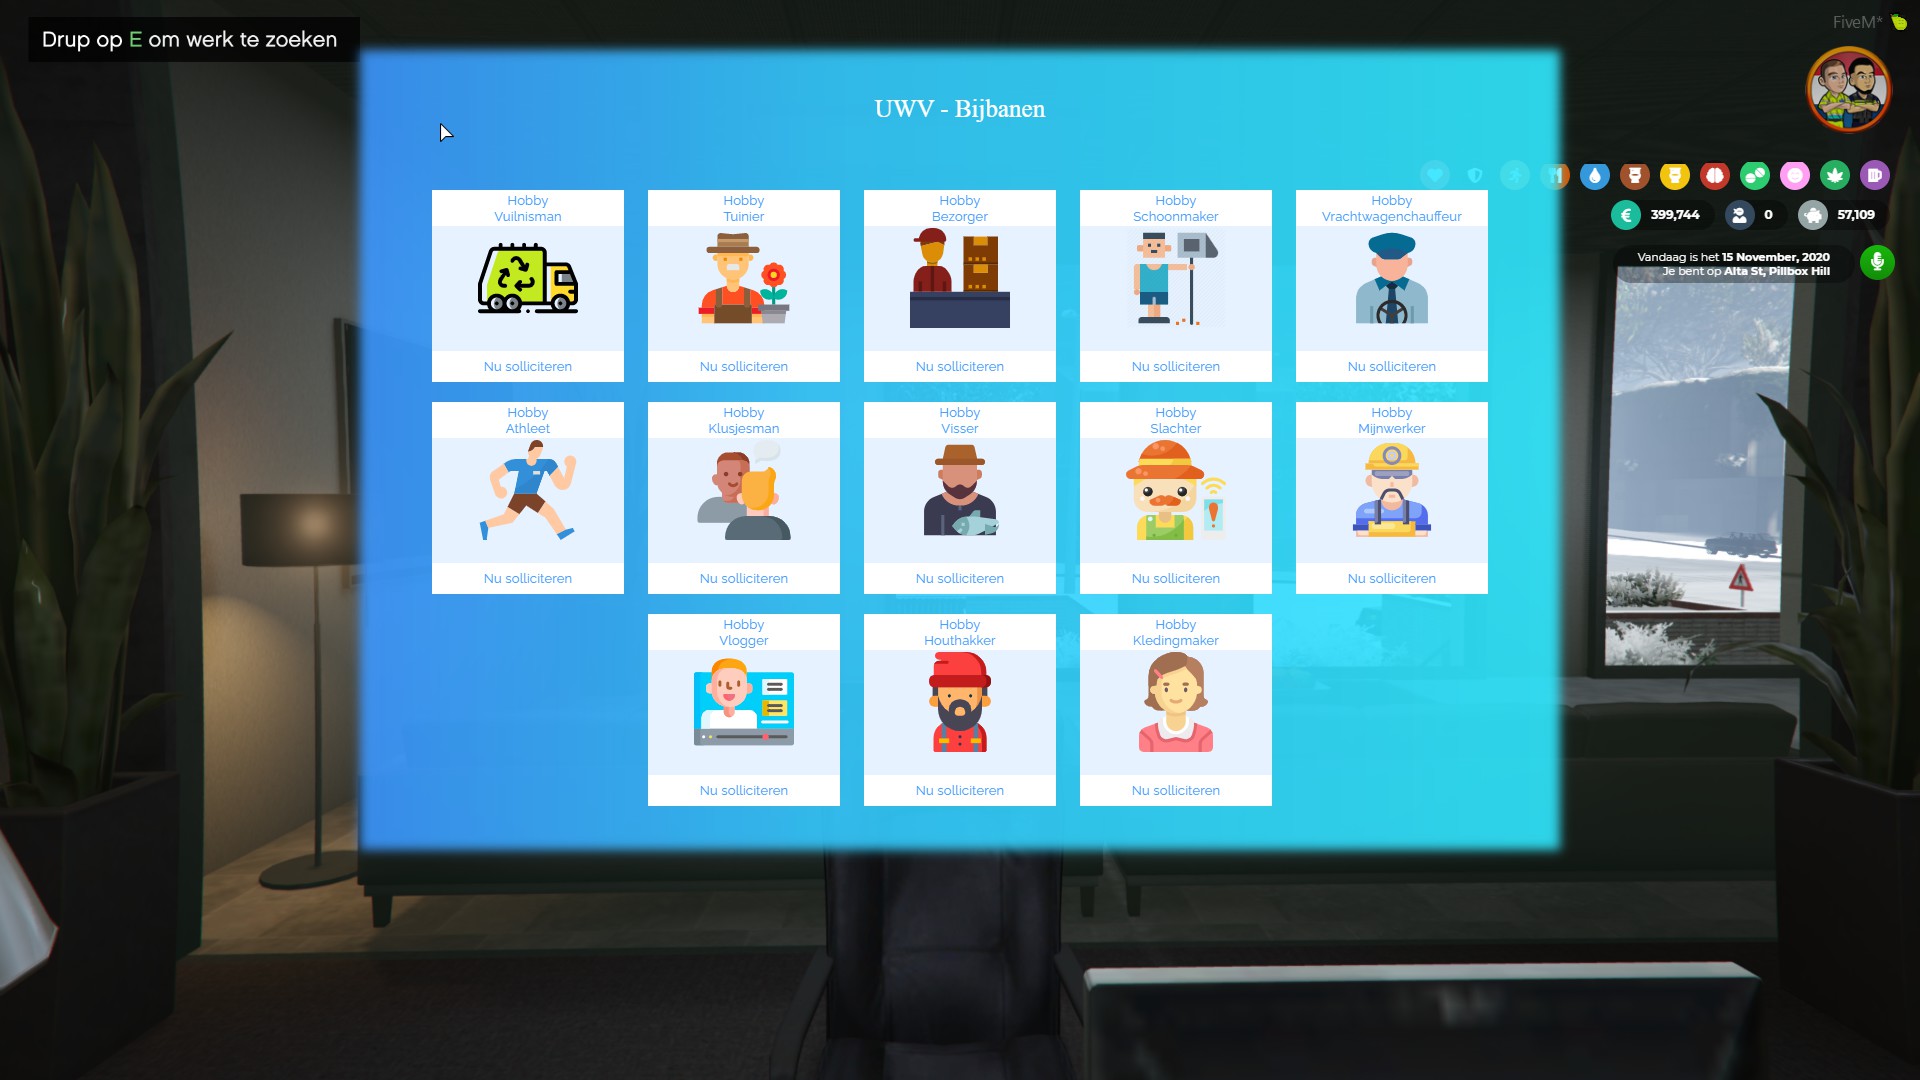 Drup op E om werk te zoeken
FiveM*
UWV - Bijbanen
399,744
0
57,109
Vandaag is het 15 November, 2020
Je bent op Alta St, Pillbox Hill
Hobby
Vuilnisman
Nu solliciteren
Hobby
Tuinier
Nu solliciteren
Hobby
Bezorger
Nu solliciteren
Hobby
Schoonmaker
Nu solliciteren
Hobby
Vrachtwagenchauffeur
Nu solliciteren
Hobby
Athleet
Nu solliciteren
Hobby
Klusjesman
Nu solliciteren
Hobby
Visser
Nu solliciteren
Hobby
Slachter
Nu solliciteren
Hobby
Mijnwerker
Nu solliciteren
Hobby
Vlogger
Nu solliciteren
Hobby
Houthakker
Nu solliciteren
Hobby
Kledingmaker
Nu solliciteren